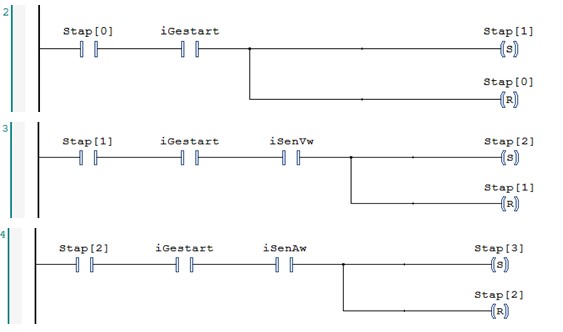 2
Stap[0] iGestart Stap[1]
S
Stap[0]
R
3
Stap[1] iGestart iSenVw Stap[2]
S
Stap[1]
R
4
Stap[2] iGestart iSenAw Stap[3]
S
Stap[2]
R